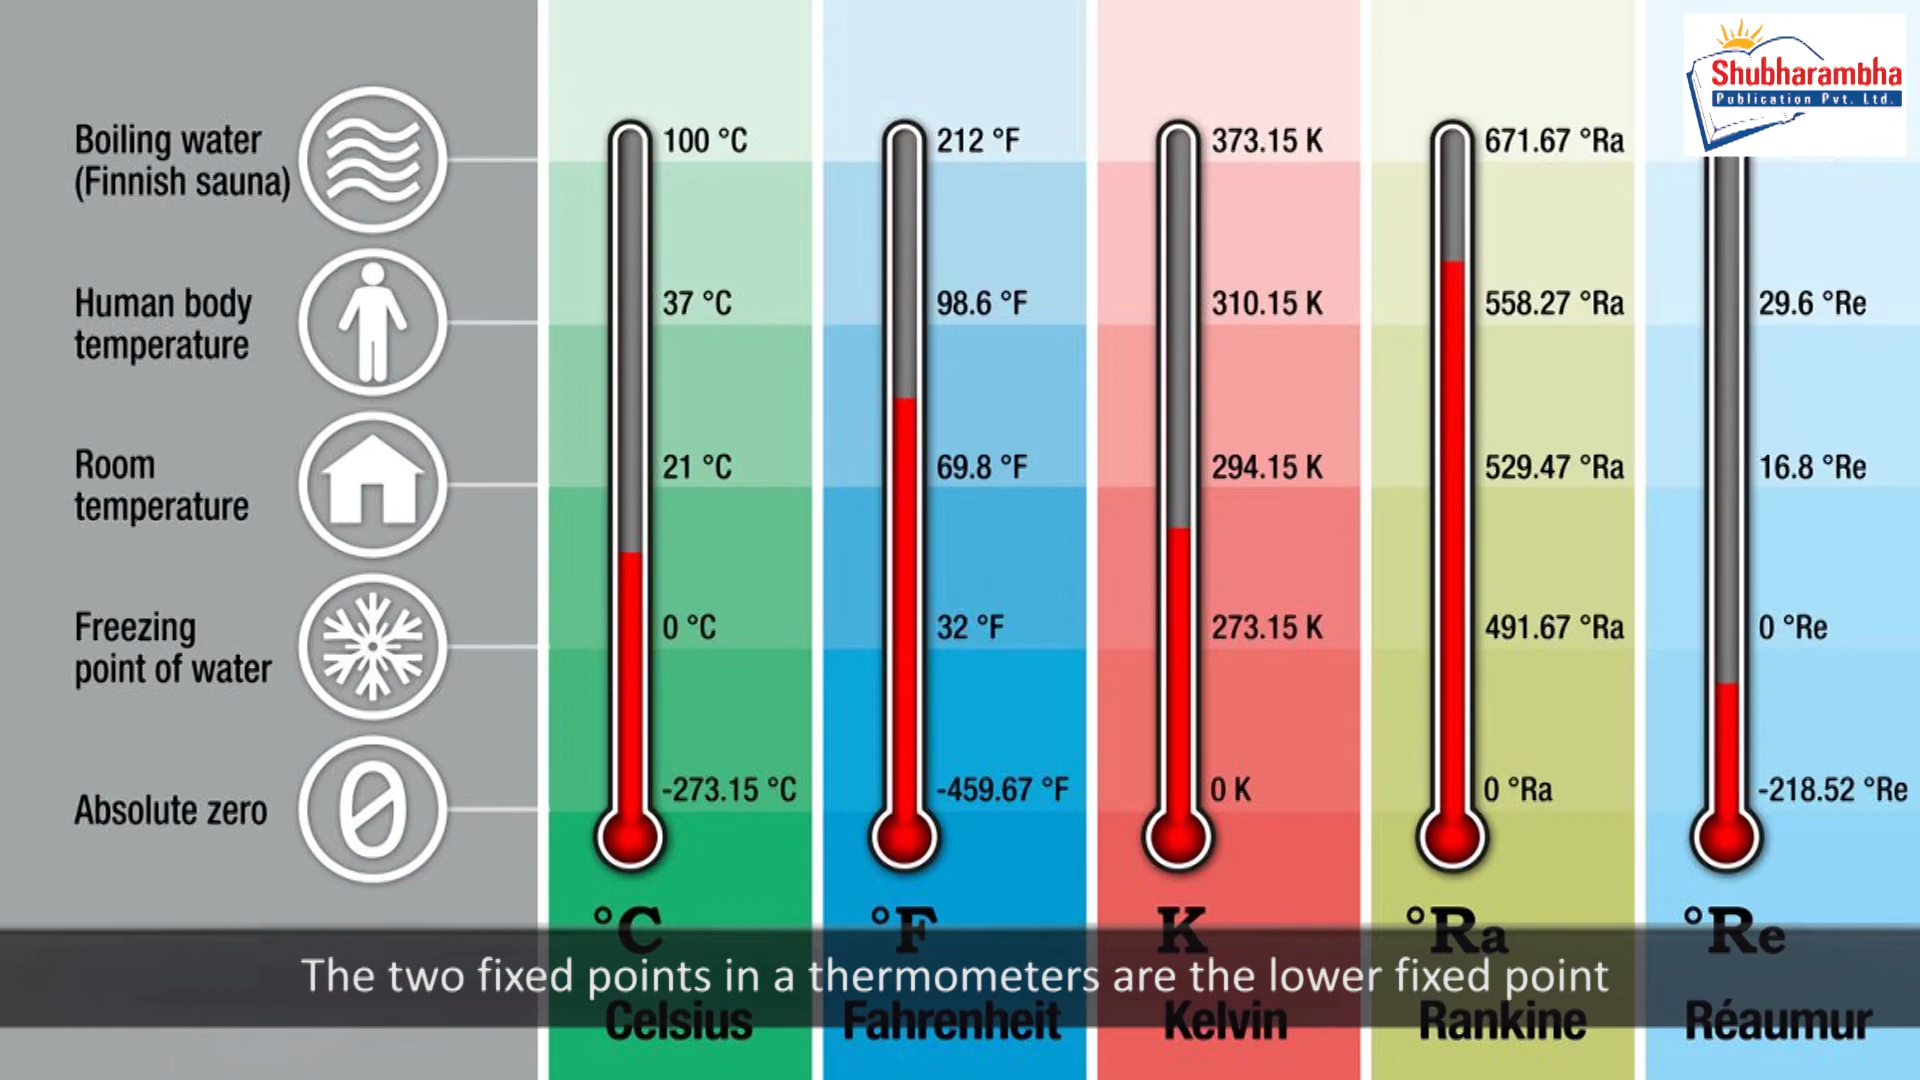 Shubharambha
Publication Pvt. Ltd.
Boiling water
(Finnish sauna)
100 °C
212 °F
373.15 K
671.67 °Ra
Human body
temperature
37 °C
98.6 °F
310.15 K
558.27 °Ra
29.6 °Re
Room
temperature
21 °C
69.8 °F
294.15 K
529.47 °Ra
16.8 °Re
Freezing
point of water
0 °C
32 °F
273.15 K
491.67 °Ra
0 °Re
Absolute zero
-273.15 °C
-459.67 °F
0 K
0 °Ra
-218.52 °Re
°C
°F
K
°Ra
°Re
The two fixed points in a thermometers are the lower fixed point
Celsius
Fahrenheit
Kelvin
Rankine
Réaumur